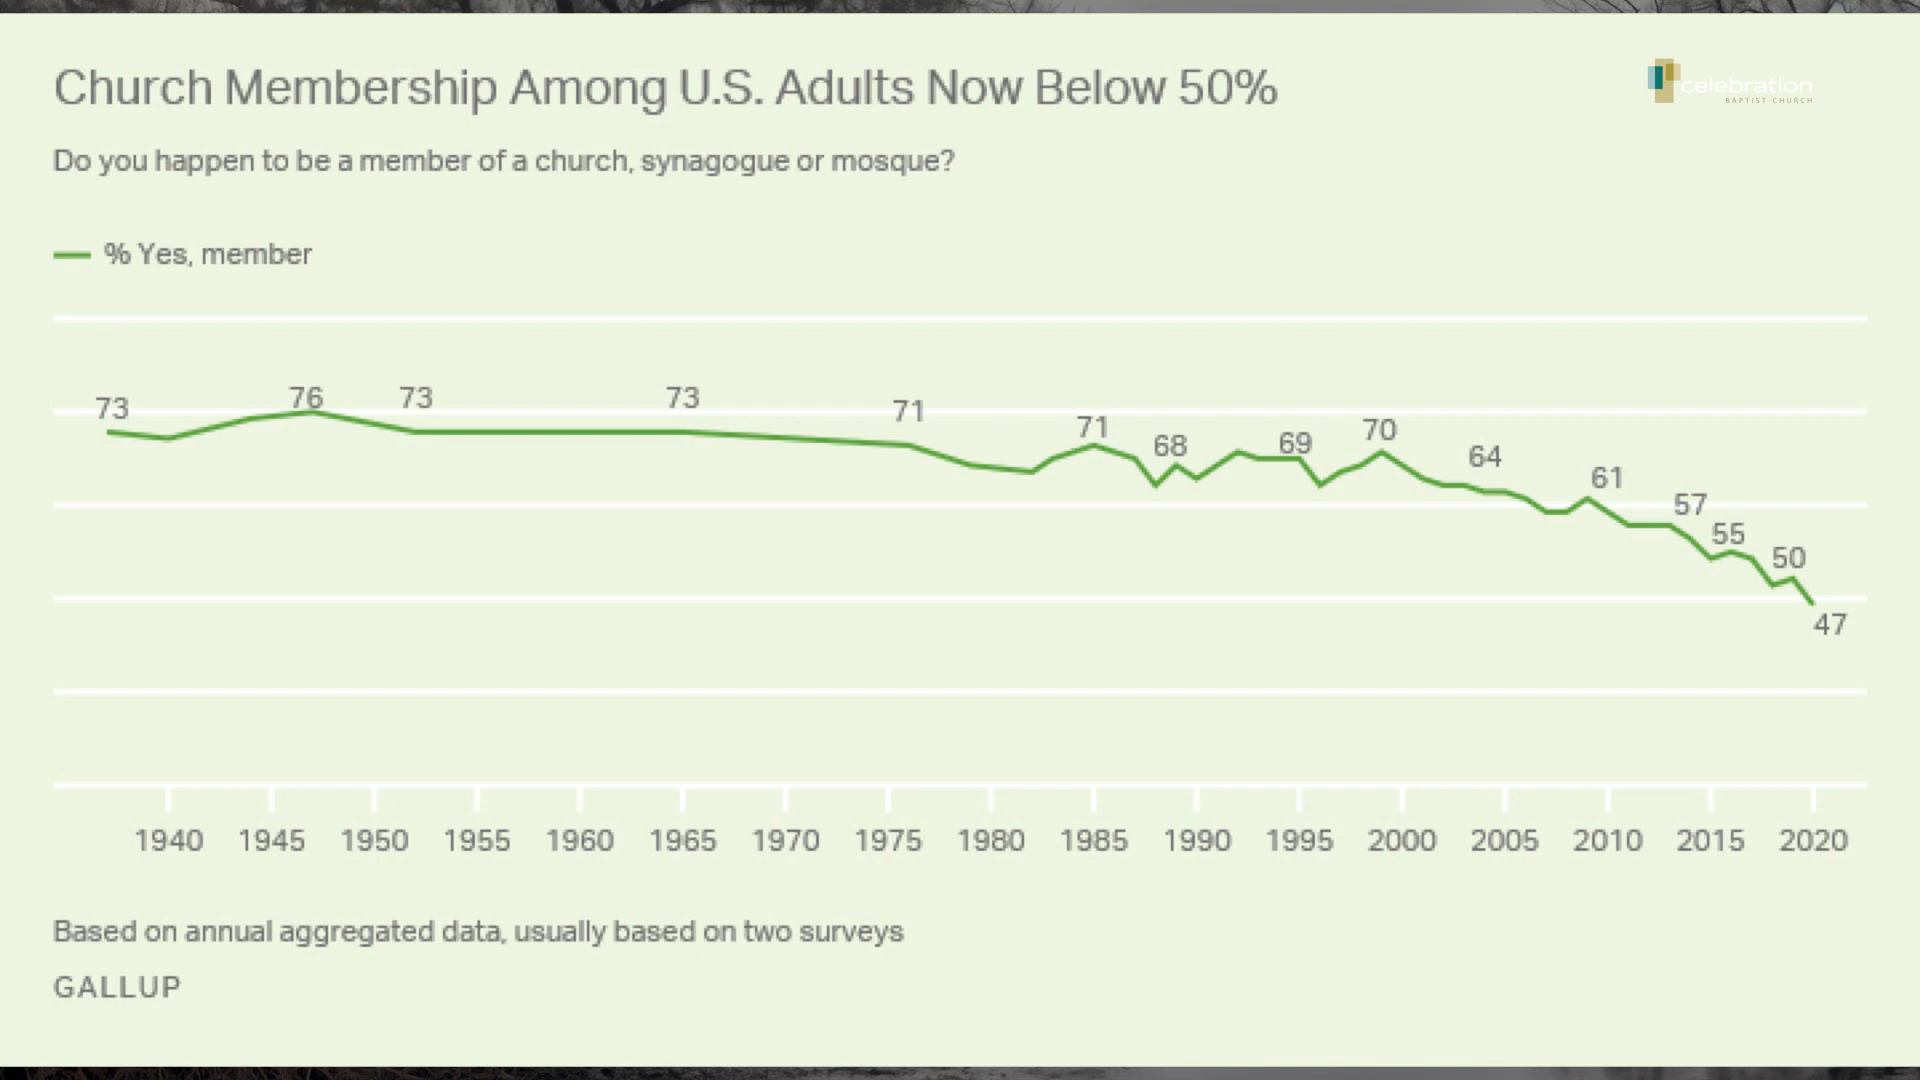 Church Membership Among U.S. Adults Now Below 50%
celebration
BAPTIST CHURCH
Do you happen to be a member of a church, synagogue or mosque?
% Yes, member
73 76 73 73 71 71 68 69 70 64 61 57 55 50 47
1940 1945 1950 1955 1960 1965 1970 1975 1980 1985 1990 1995 2000 2005 2010 2015 2020
Based on annual aggregated data, usually based on two surveys
GALLUP